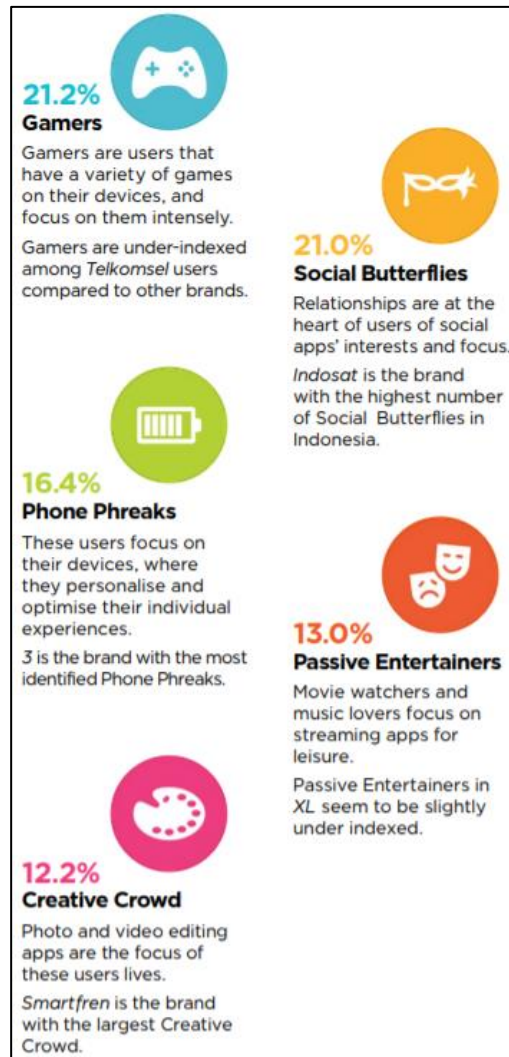 21.2%
Gamers
Gamers are users that
have a variety of games
on their devices, and
focus on them intensely.
Gamers are under-indexed
among Telkomsel users
compared to other brands.
21.0%
Social Butterflies
Relationships are at the
heart of users of social
apps' interests and focus.
Indosat is the brand
with the highest number
of Social Butterflies in
Indonesia.
16.4%
Phone Phreaks
These users focus on
their devices, where
they personalise and
optimise their individual
experiences.
3 is the brand with the most
identified Phone Phreaks.
13.0%
Passive Entertainers
Movie watchers and
music lovers focus on
streaming apps for
leisure.
Passive Entertainers in
XL seem to be slightly
under indexed.
12.2%
Creative Crowd
Photo and video editing
apps are the focus of
these users lives.
Smartfren is the brand
with the largest Creative
Crowd.